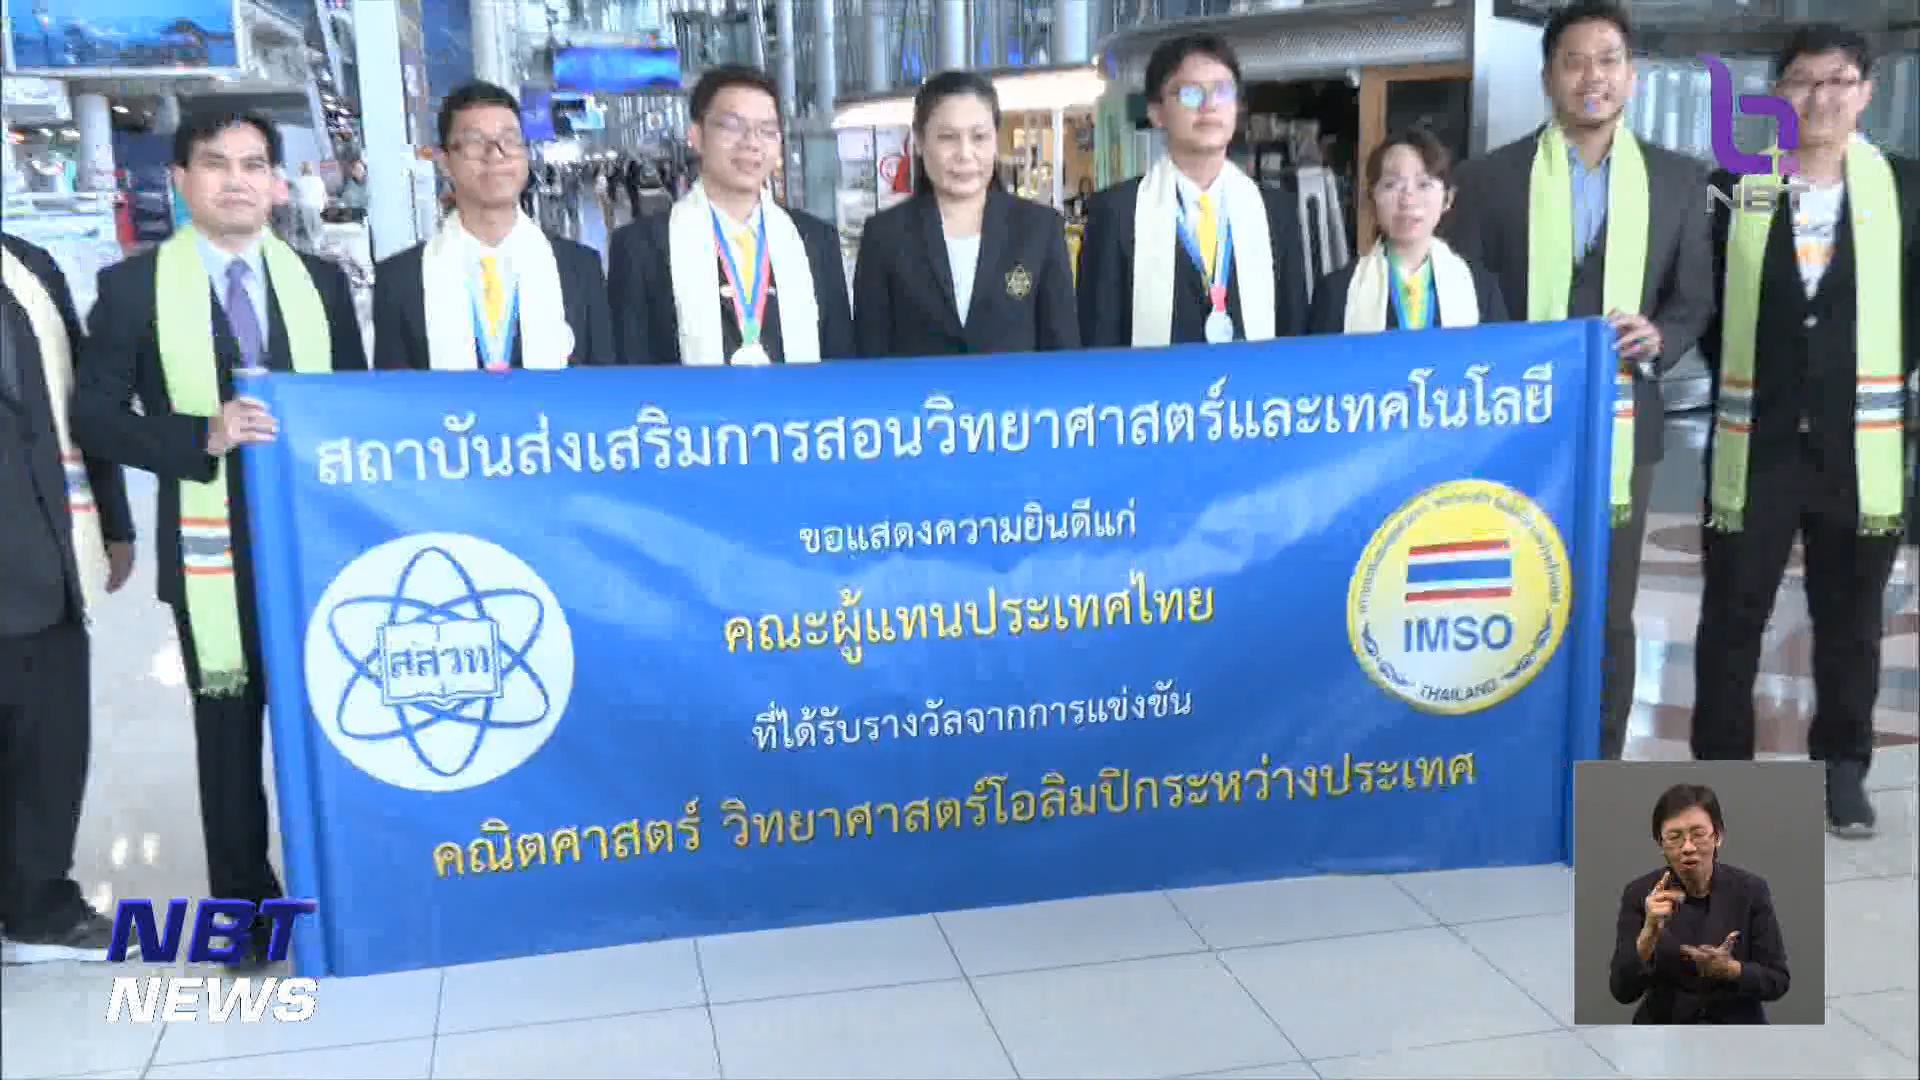 NBT
สถาบันส่งเสริมการสอนวิทยาศาสตร์และเทคโนโลยี
ขอแสดงความยินดีแก่
คณะผู้แทนประเทศไทย
ที่ได้รับรางวัลจากการแข่งขัน
คณิตศาสตร์ วิทยาศาสตร์โอลิมปิกระหว่างประเทศ
สสวท
IMSO
THAILAND
NBT
NEWS